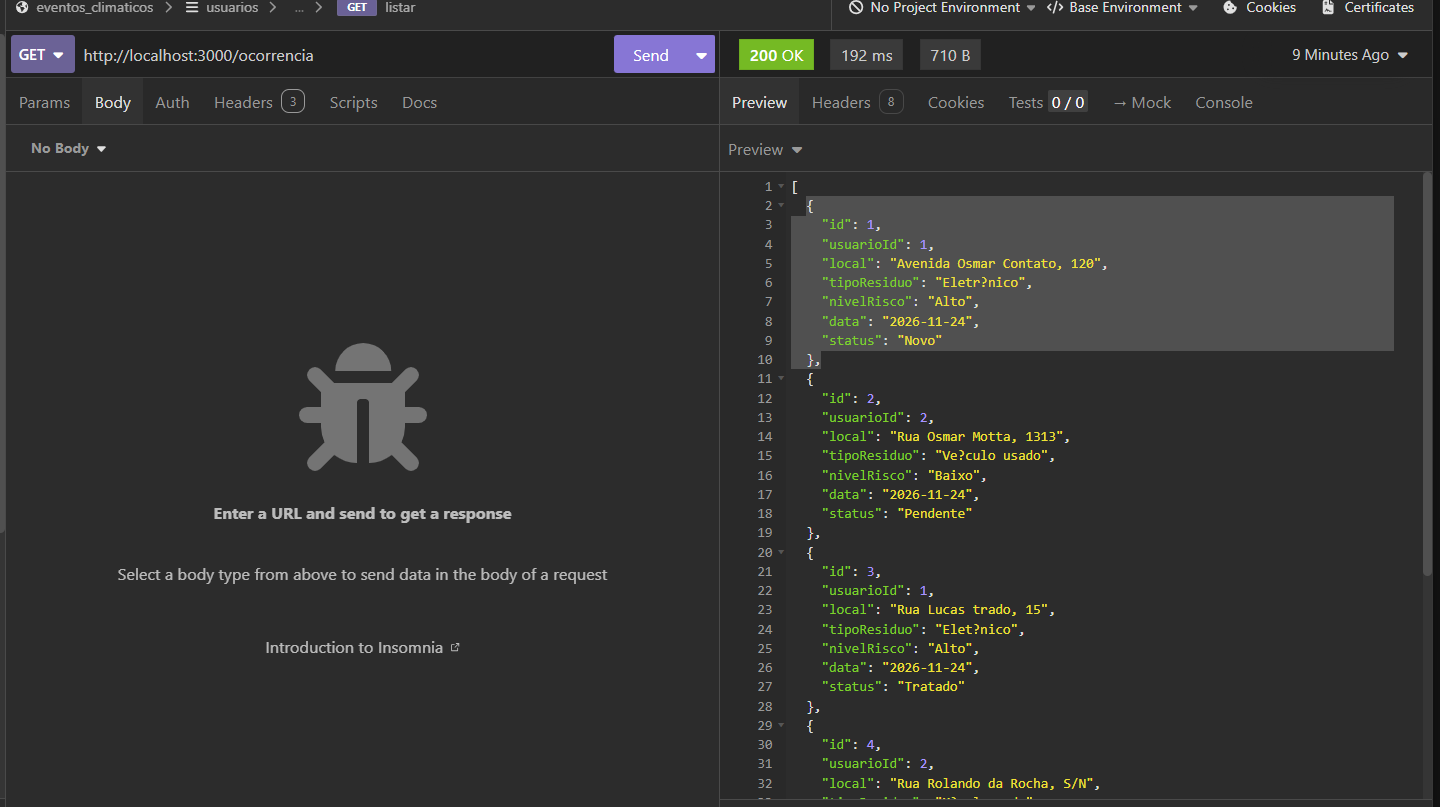 eventos_climaticos > usuarios > ... > GET listar
No Project Environment </> Base Environment Cookies Certificates
GET http://localhost:3000/ocorrencia Send
200 OK 192 ms 710 B 9 Minutes Ago
Params Body Auth Headers 3 Scripts Docs
Preview Headers 8 Cookies Tests 0 / 0 → Mock Console
No Body
Preview
Enter a URL and send to get a response
Select a body type from above to send data in the body of a request
Introduction to Insomnia
1 [
2 {
3 "id": 1,
4 "usuarioId": 1,
5 "local": "Avenida Osmar Contato, 120",
6 "tipoResiduo": "Eletr?nico",
7 "nivelRisco": "Alto",
8 "data": "2026-11-24",
9 "status": "Novo"
10 },
11 {
12 "id": 2,
13 "usuarioId": 2,
14 "local": "Rua Osmar Motta, 1313",
15 "tipoResiduo": "Ve?culo usado",
16 "nivelRisco": "Baixo",
17 "data": "2026-11-24",
18 "status": "Pendente"
19 },
20 {
21 "id": 3,
22 "usuarioId": 1,
23 "local": "Rua Lucas trado, 15",
24 "tipoResiduo": "Elet?nico",
25 "nivelRisco": "Alto",
26 "data": "2026-11-24",
27 "status": "Tratado"
28 },
29 {
30 "id": 4,
31 "usuarioId": 2,
32 "local": "Rua Rolando da Rocha, S/N",